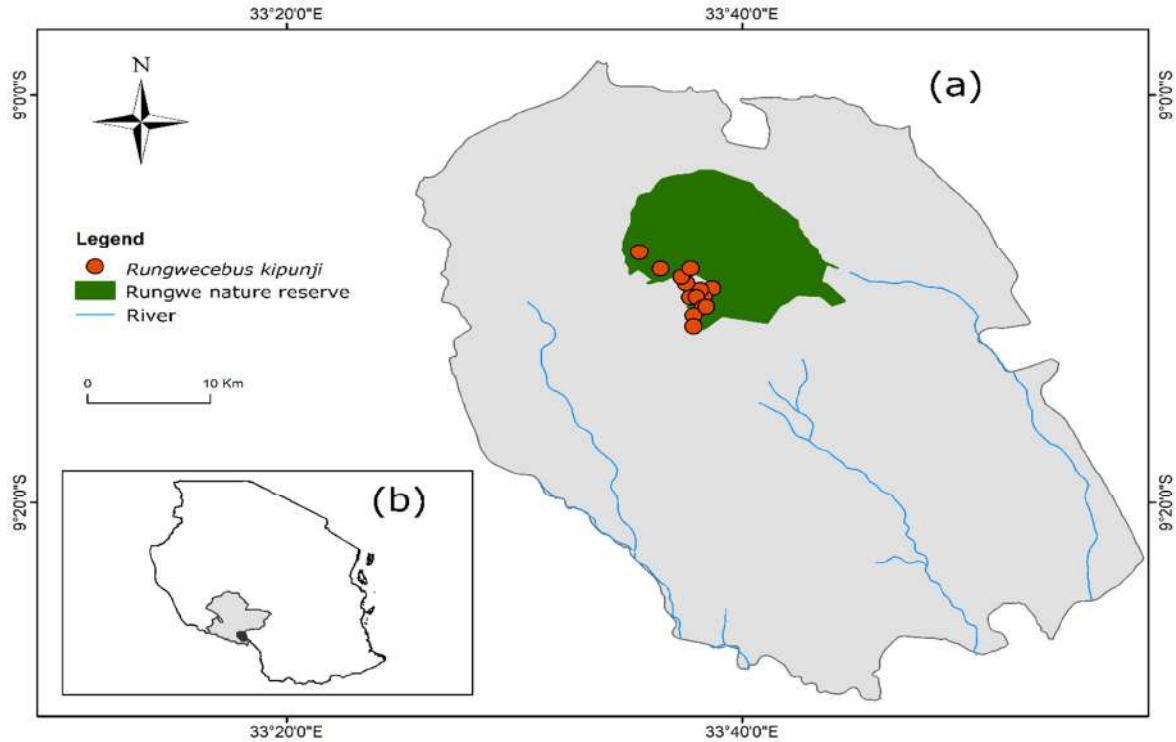 33°20'0"E 33°40'0"E
N
(a)
9°0'0"S 9°0'0"S
Legend
Rungwecebus kipunji
Rungwe nature reserve
River
0 10 Km
(b)
9°20'0"S 9°20'0"S
33°20'0"E 33°40'0"E